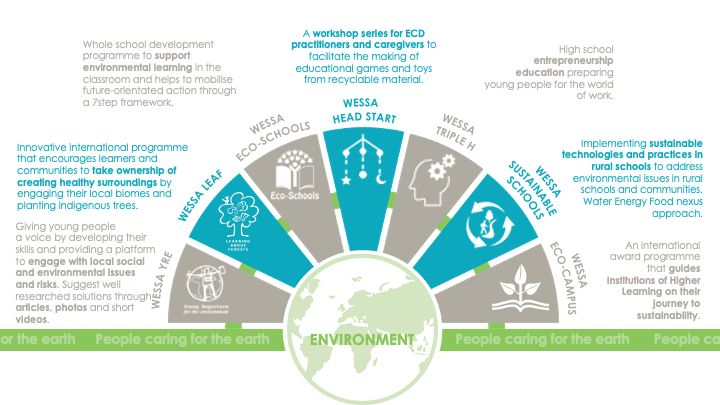 Whole school development
programme to support
environmental learning in the
classroom and helps to mobilise
future-orientated action through
a 7step framework.
A workshop series for ECD
practitioners and caregivers to
facilitate the making of
educational games and toys
from recyclable material.
High school
entrepreneurship
education preparing
young people for the world
of work.
Innovative international programme
that encourages learners and
communities to take ownership of
creating healthy surroundings by
engaging their local biomes and
planting indigenous trees.
Giving young people
a voice by developing their
skills and providing a platform
to engage with local social
and environmental issues
and risks. Suggest well
researched solutions through
articles, photos and short
videos.
Implementing sustainable
technologies and practices in
rural schools to address
environmental issues in rural
schools and communities.
Water Energy Food nexus
approach.
An international
award programme
that guides
Institutions of Higher
Learning on their
journey to
sustainability.
WESSA YRE
WESSA LEAF
WESSA
ECO-SCHOOLS
WESSA
HEAD START
WESSA
TRIPLE H
WESSA
SUSTAINABLE
SCHOOLS
WESSA
ECO-CAMPUS
Young Reporters
for the environment
LEARNING
ABOUT
FORESTS
Eco-Schools
ENVIRONMENT
or the earth
People caring for the earth
People caring for the earth
People ca